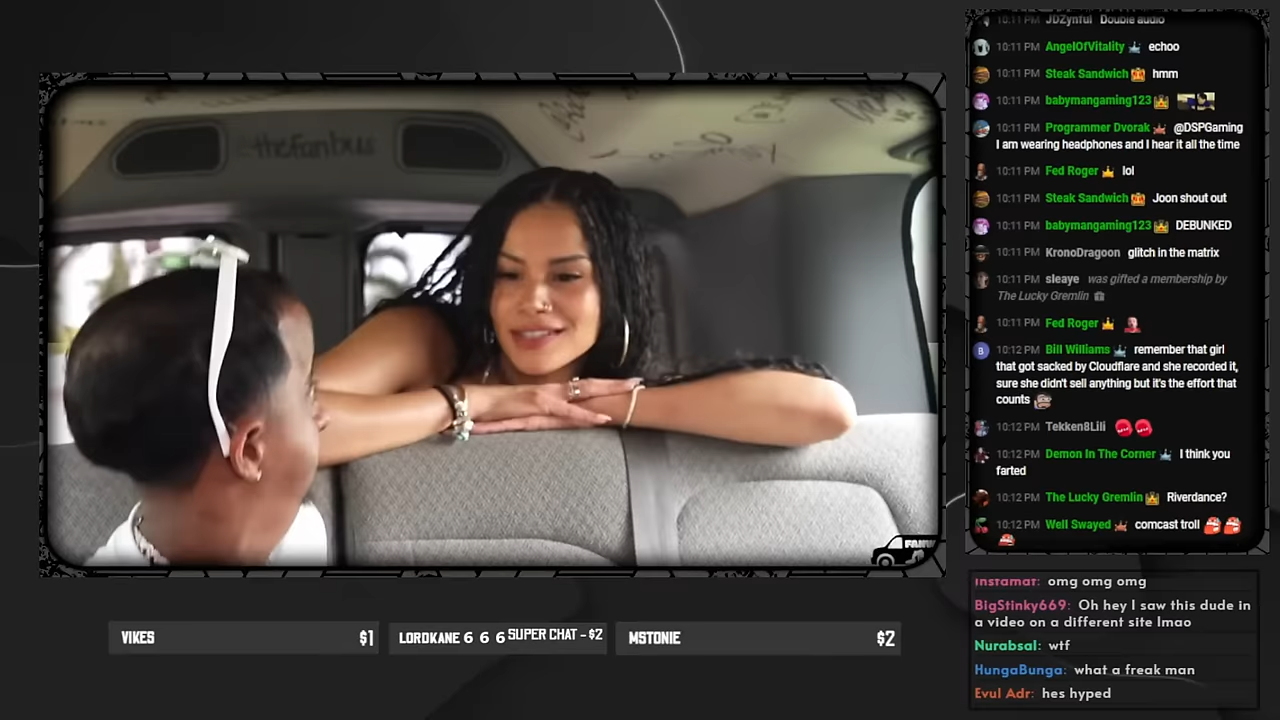 @thefanbus
10:11 PM JDZynful Double audio
10:11 PM AngelOfVitality echoo
10:11 PM Steak Sandwich hmm
10:11 PM babymangaming123
10:11 PM Programmer Dvorak @DSPGaming
I am wearing headphones and I hear it all the time
10:11 PM Fed Roger lol
10:11 PM Steak Sandwich Joon shout out
10:11 PM babymangaming123 DEBUNKED
10:11 PM KronoDragoon glitch in the matrix
10:11 PM sleaye was gifted a membership by
The Lucky Gremlin
10:11 PM Fed Roger
B 10:12 PM Bill Williams remember that girl
that got sacked by Cloudflare and she recorded it,
sure she didn't sell anything but it's the effort that
counts
10:12 PM Tekken8Lili
10:12 PM Demon In The Corner I think you
farted
10:12 PM The Lucky Gremlin Riverdance?
10:12 PM Well Swayed comcast troll
Instamat: omg omg omg
BigStinky669: Oh hey I saw this dude in
a video on a different site lmao
Nurabsal: wtf
HungaBunga: what a freak man
Evul Adr: hes hyped
VIKES $1
LORDKANE 6 6 6 SUPER CHAT - $2
MSTONIE $2